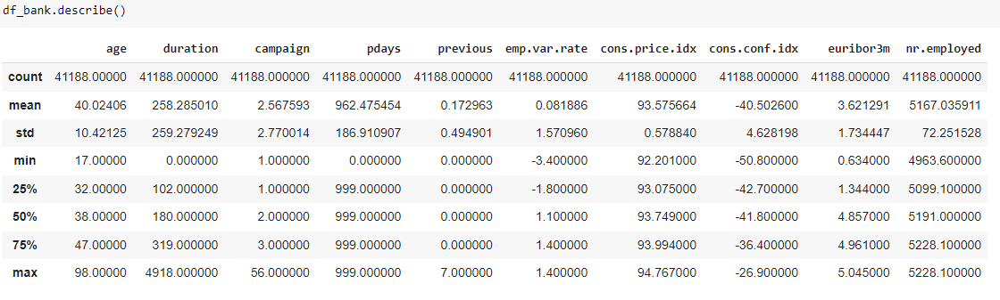 df_bank.describe()
age duration campaign pdays previous emp.var.rate cons.price.idx cons.conf.idx euribor3m nr.employed
count 41188.00000 41188.000000 41188.000000 41188.000000 41188.000000 41188.000000 41188.000000 41188.000000 41188.000000 41188.000000
mean 40.02406 258.285010 2.567593 962.475454 0.172963 0.081886 93.575664 -40.502600 3.621291 5167.035911
std 10.42125 259.279249 2.770014 186.910907 0.494901 1.570960 0.578840 4.628198 1.734447 72.251528
min 17.00000 0.000000 1.000000 0.000000 0.000000 -3.400000 92.201000 -50.800000 0.634000 4963.600000
25% 32.00000 102.000000 1.000000 999.000000 0.000000 -1.800000 93.075000 -42.700000 1.344000 5099.100000
50% 38.00000 180.000000 2.000000 999.000000 0.000000 1.100000 93.749000 -41.800000 4.857000 5191.000000
75% 47.00000 319.000000 3.000000 999.000000 0.000000 1.400000 93.994000 -36.400000 4.961000 5228.100000
max 98.00000 4918.000000 56.000000 999.000000 7.000000 1.400000 94.767000 -26.900000 5.045000 5228.100000